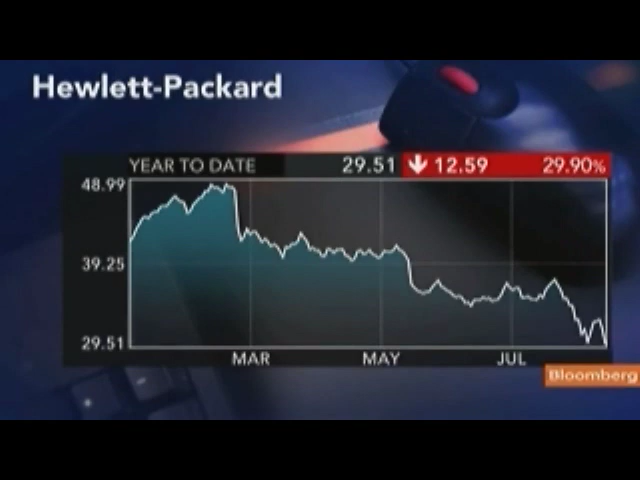 Hewlett-Packard
YEAR TO DATE 29.51 12.59 29.90%
48.99
39.25
29.51
MAR MAY JUL
Bloomberg